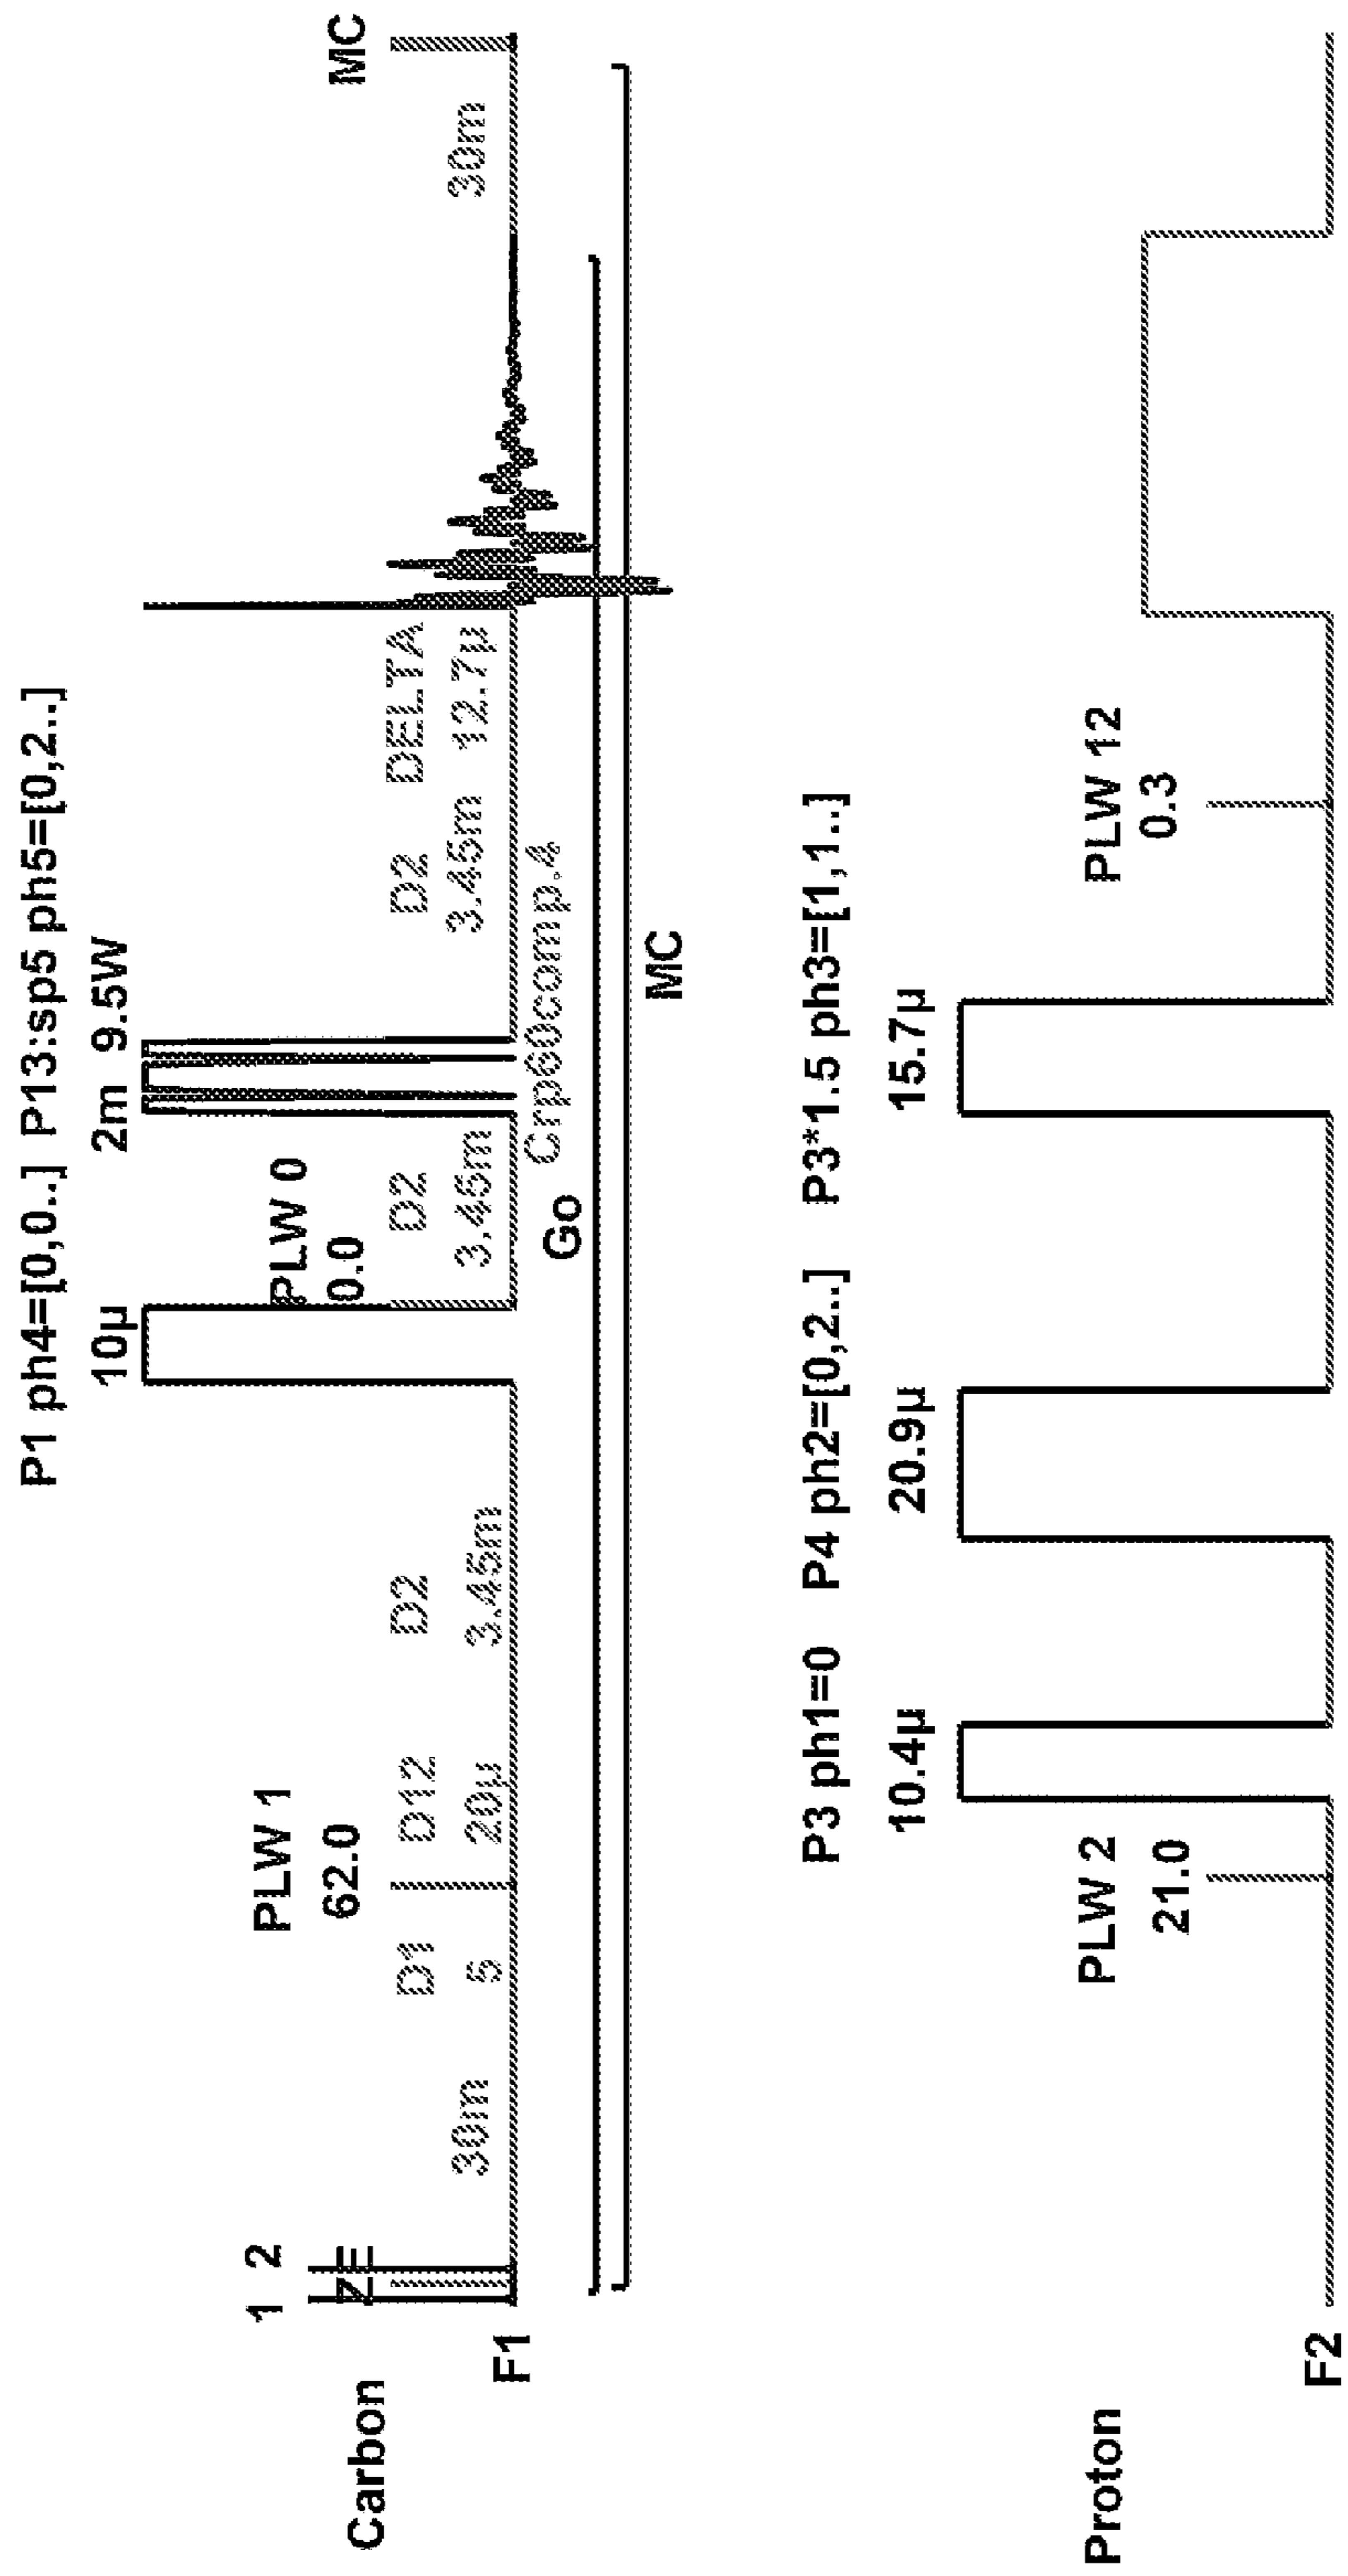 P1 ph4=[0,0..] P13:sp5 ph5=[0,2..]
10µ 2m 9.5W
Carbon
1 2
Z E
PLW 1
62.0
PLW 0
0.0
MC
30m
D1
5
D12
20µ
D2
3.45m
D2
3.45m
D2
3.45m
DELTA
12.7µ
30m
F1
Crp60comp.4
Go
MC
P3 ph1=0 P4 ph2=[0,2..] P3*1.5 ph3=[1,1..]
10.4µ 20.9µ 15.7µ
Proton
PLW 2
21.0
PLW 12
0.3
F2